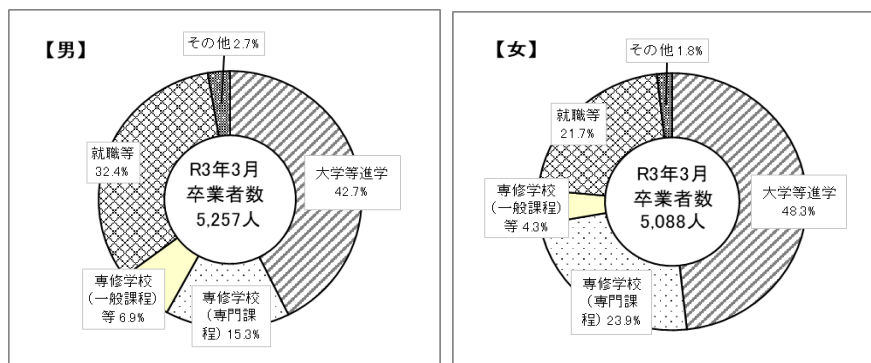 【男】
その他 2.7%
就職等
32.4%
R3年3月
卒業者数
5,257人
大学等進学
42.7%
専修学校
(一般課程)
等 6.9%
専修学校
(専門課
程) 15.3%
【女】
その他 1.8%
就職等
21.7%
専修学校
(一般課程)
等 4.3%
R3年3月
卒業者数
5,088人
大学等進学
48.3%
専修学校
(専門課
程) 23.9%